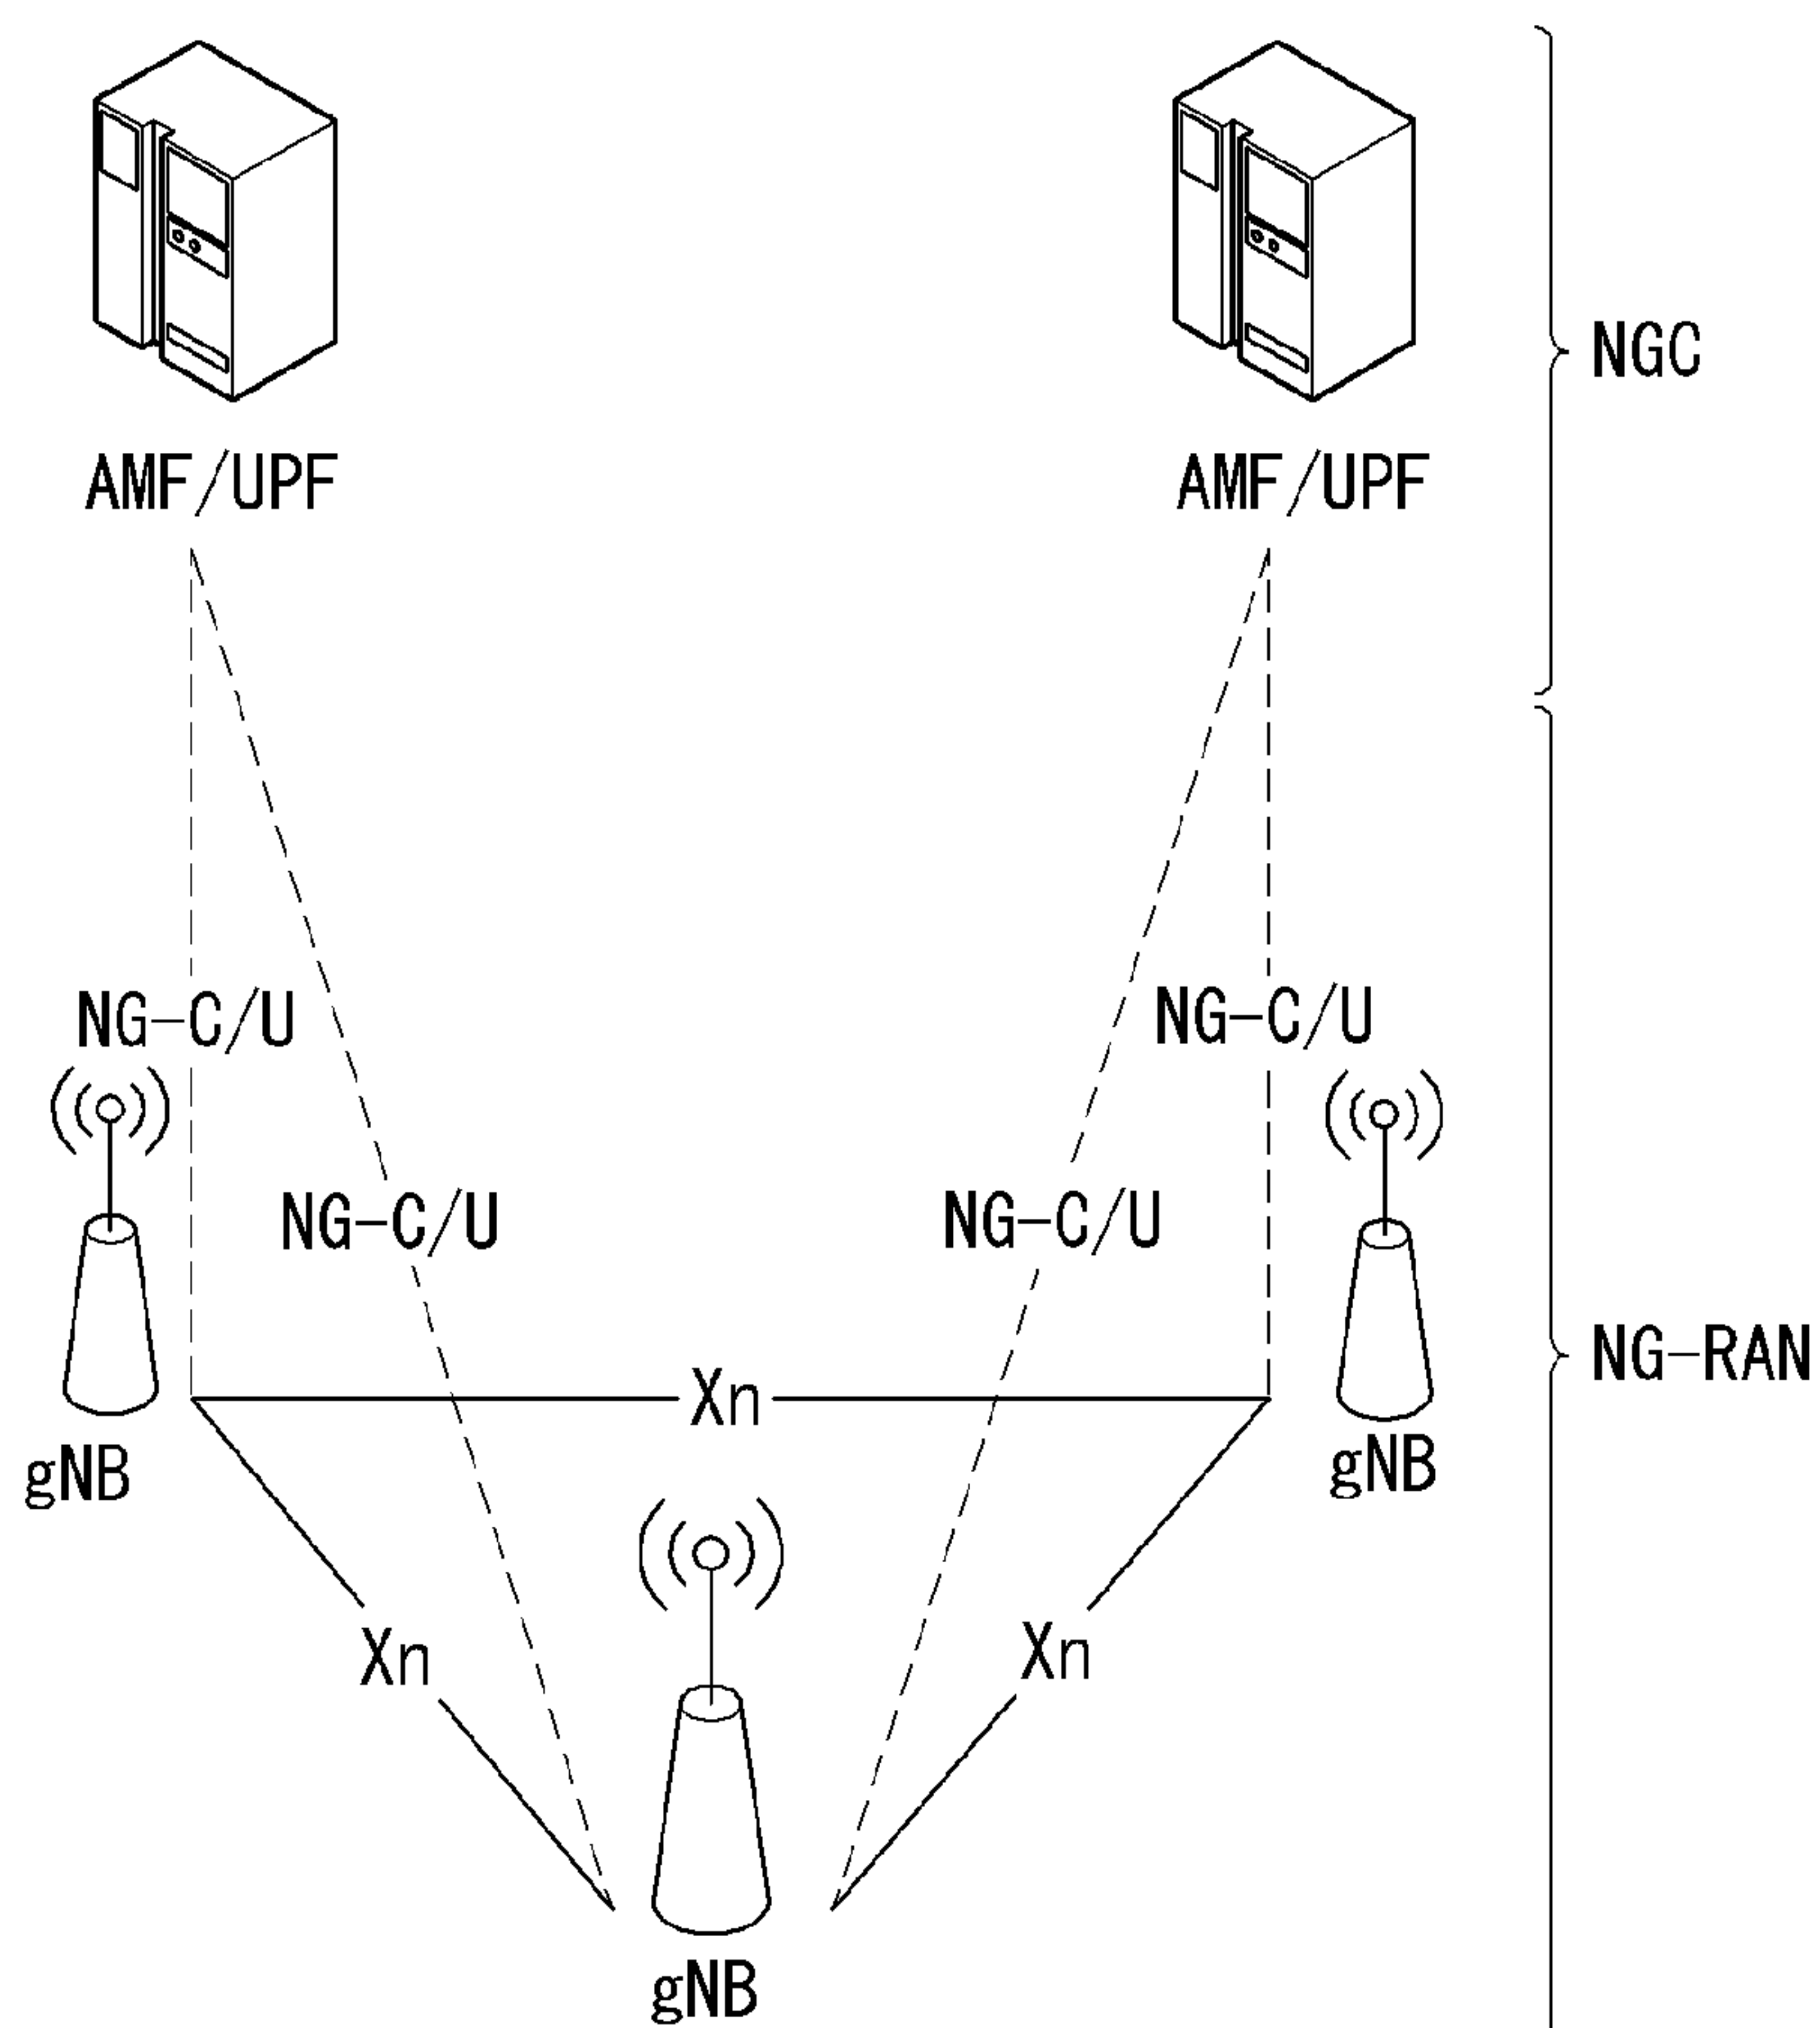 NGC
AMF/UPF
AMF/UPF
NG-C/U
NG-C/U
NG-C/U
NG-C/U
NG-RAN
Xn
gNB
gNB
Xn
Xn
gNB